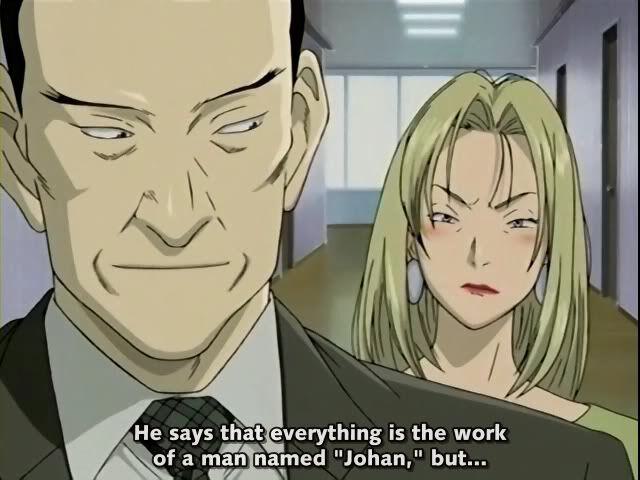 He says that everything is the work
of a man named "Johan," but...